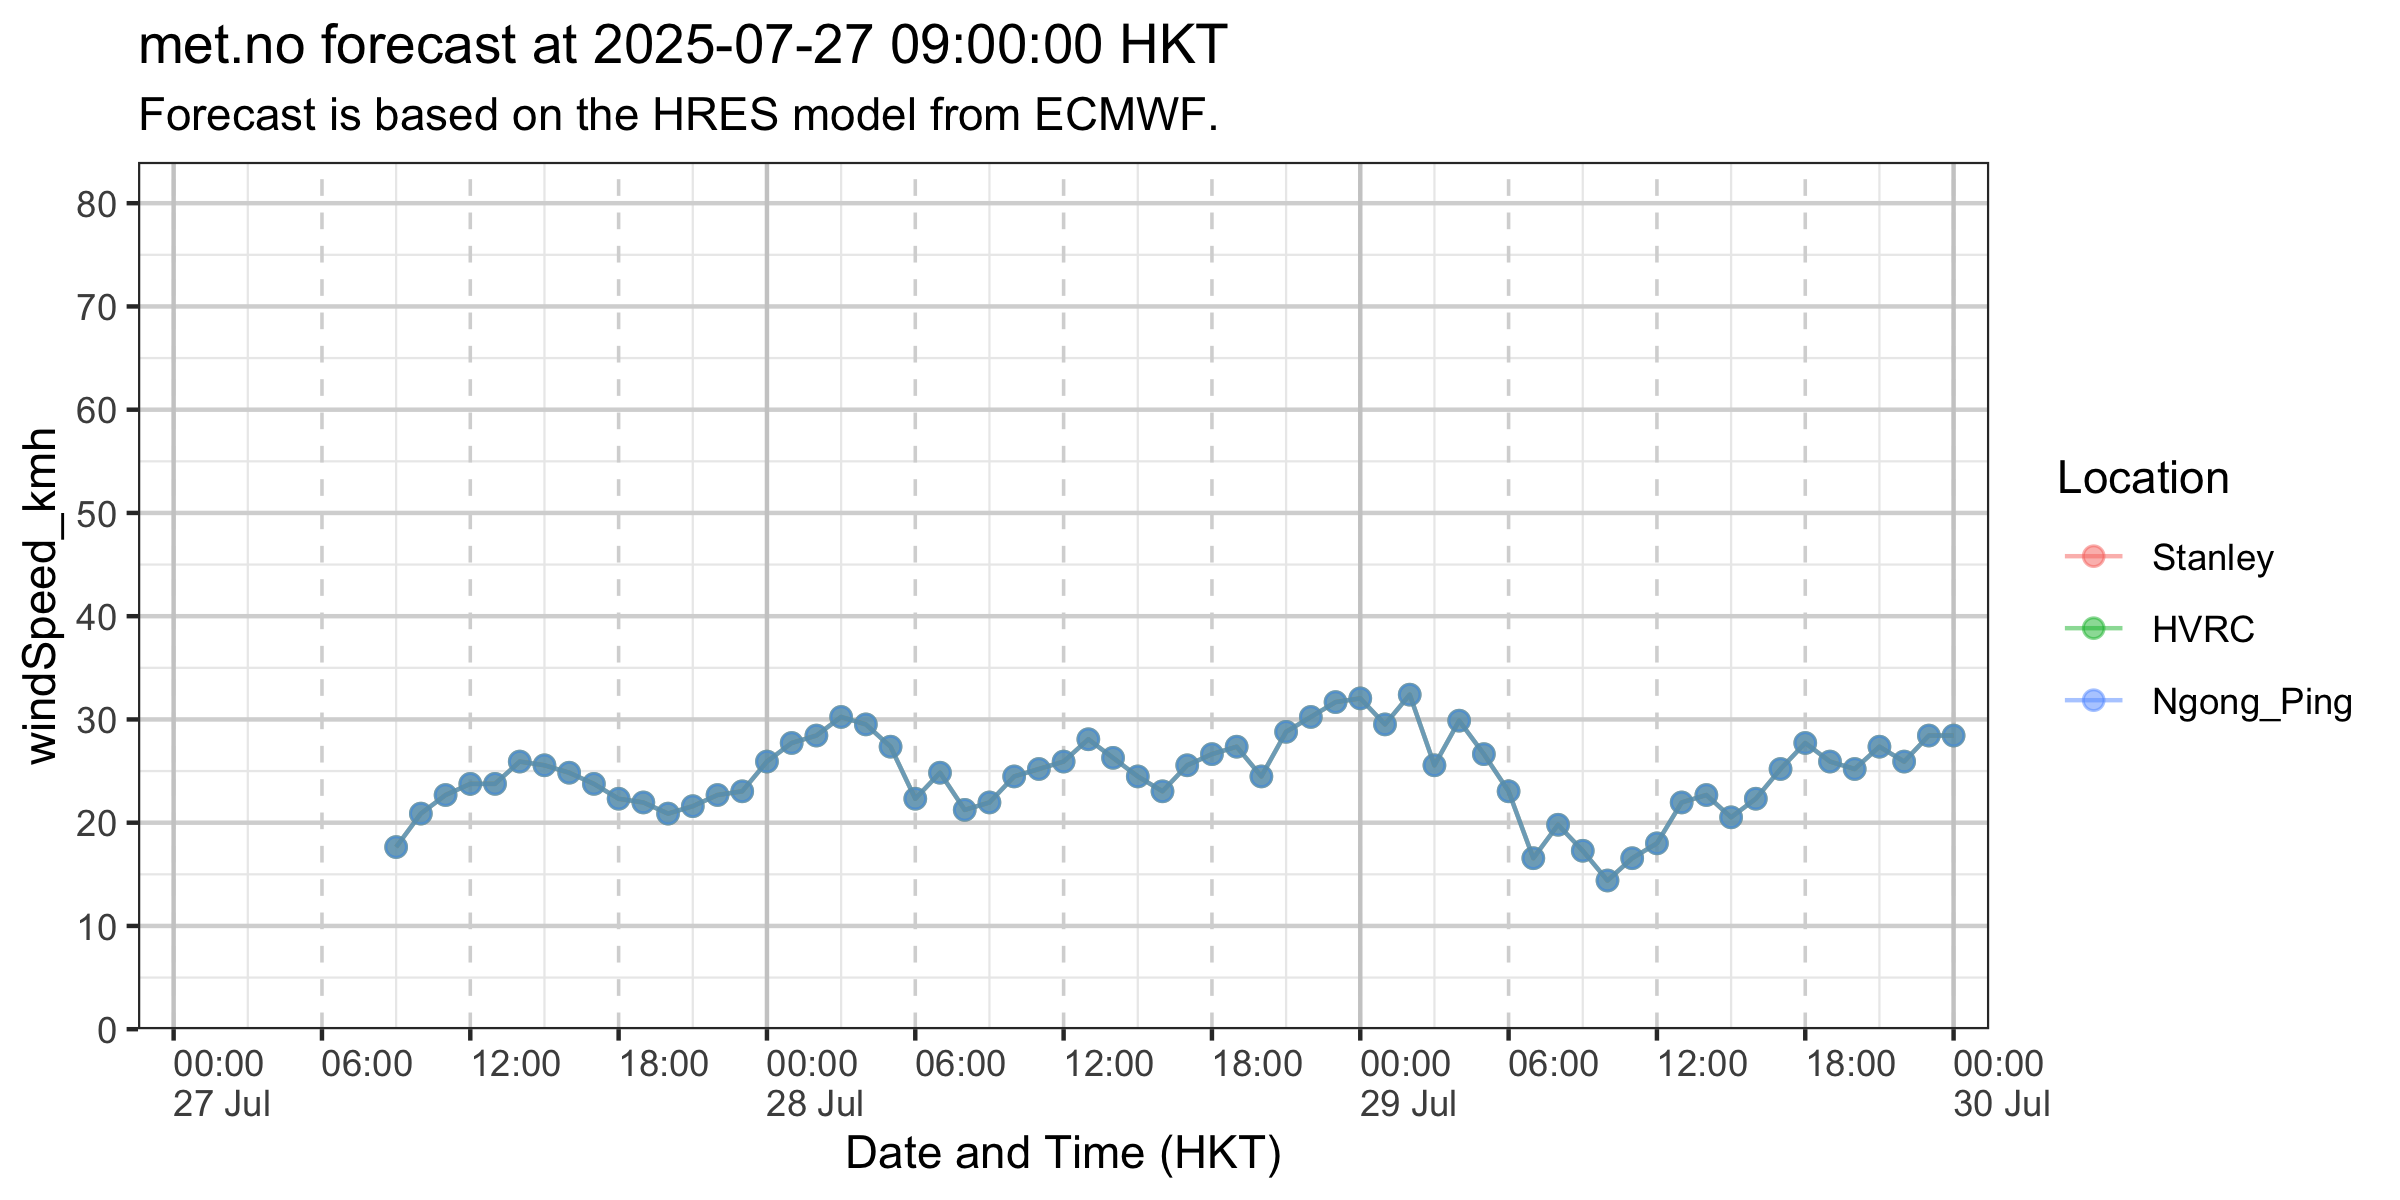 met.no forecast at 2025-07-27 09:00:00 HKT
Forecast is based on the HRES model from ECMWF.
windSpeed_kmh
80
70
60
50
40
30
20
10
0
00:00 06:00 12:00 18:00 00:00 06:00 12:00 18:00 00:00 06:00 12:00 18:00 00:00
27 Jul 28 Jul 29 Jul 30 Jul
Date and Time (HKT)
Location
Stanley
HVRC
Ngong_Ping